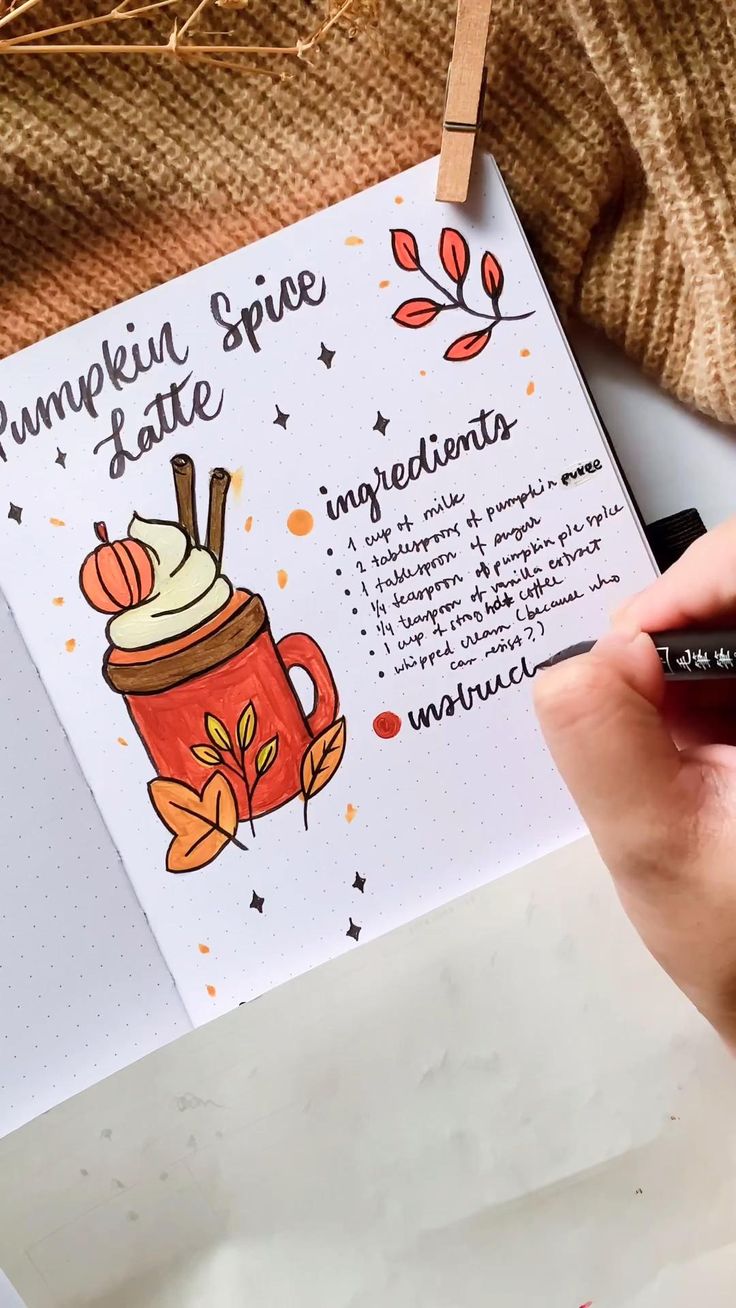 Pumpkin Spice
Latte
ingredients
• 1 cup of milk
• 2 tablespoons of pumpkin puree
• 1 tablespoon of sugar
• 1/4 teaspoon of pumpkin pie spice
• 1/4 teaspoon of vanilla extract
• 1 cup of strong hot coffee
• whipped cream (because who
can resist?)
instruc